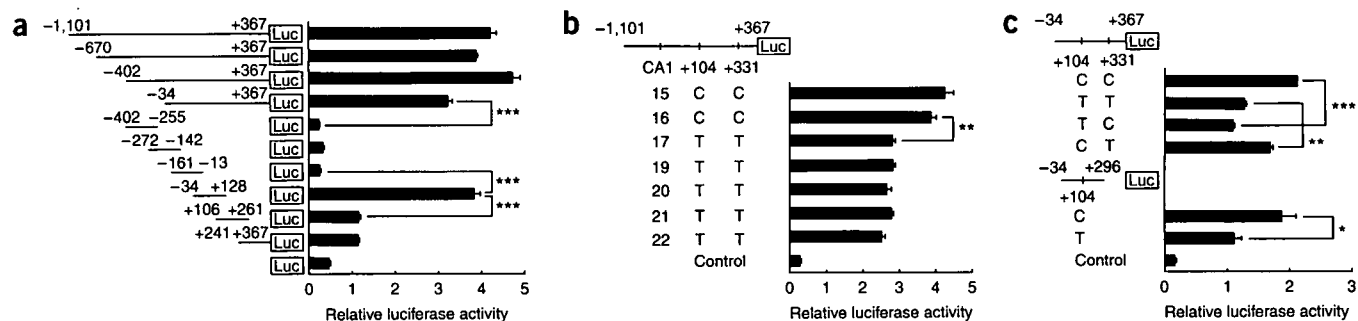 a
−1,101 +367 Luc
−670 +367 Luc
−402 +367 Luc
−34 +367 Luc
***
−402 −255 Luc
−272 −142 Luc
−161 −13 Luc
***
−34 +128 Luc
***
+106 +261 Luc
+241 +367 Luc
Luc
0 1 2 3 4 5
Relative luciferase activity
b
−1,101 +367 Luc
CA1 +104 +331
15 C C
16 C C
**
17 T T
19 T T
20 T T
21 T T
22 T T
Control
0 1 2 3 4 5
Relative luciferase activity
c
−34 +367
Luc
+104 +331
C C
T T
***
T C
**
C T
−34 +296
Luc
+104
C
*
T
Control
0 1 2 3
Relative luciferase activity